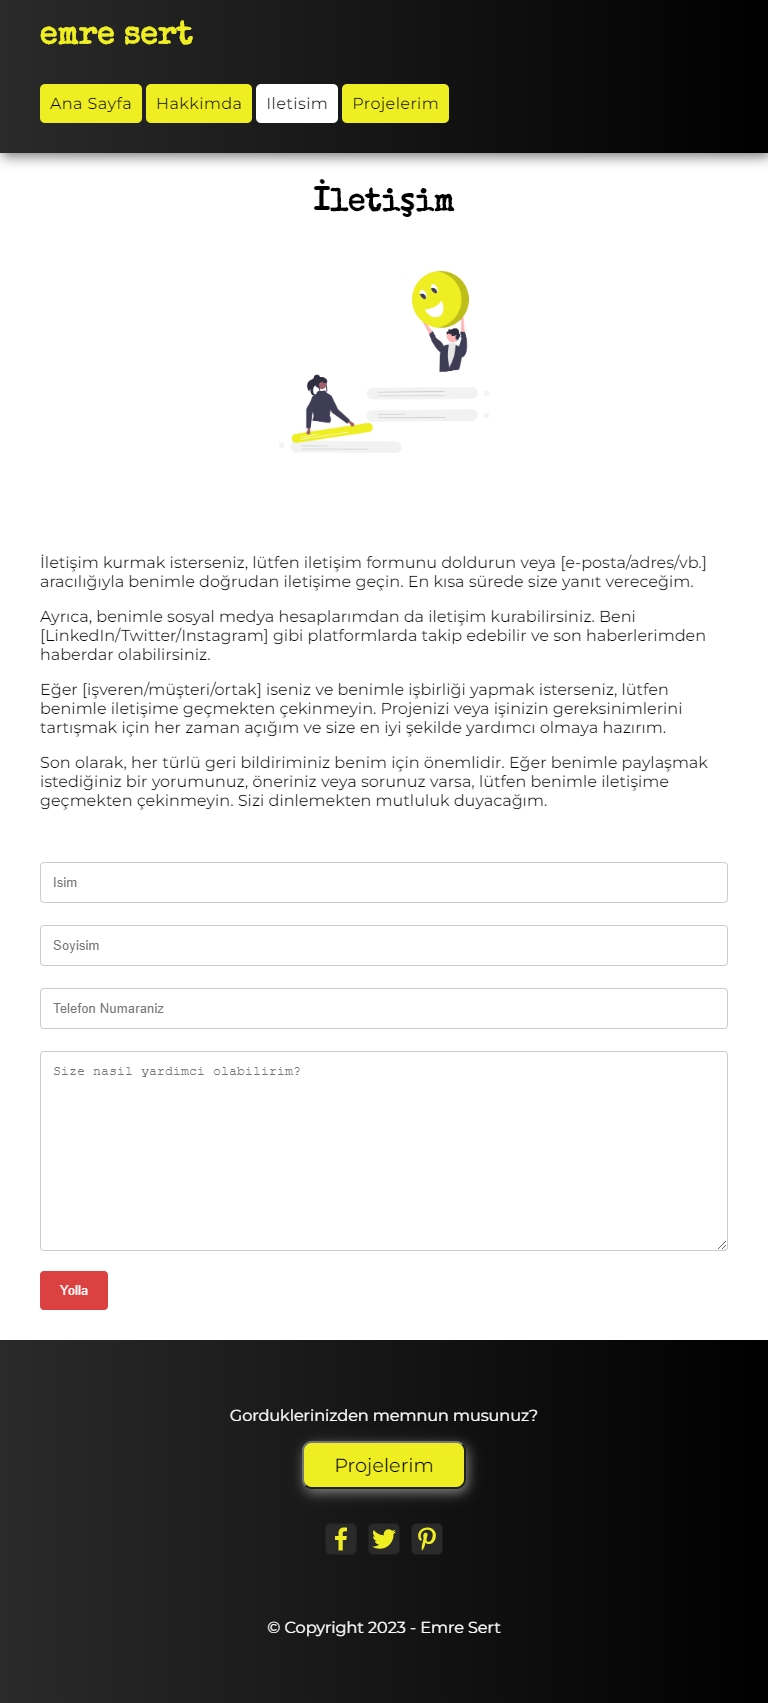 emre sert
Ana Sayfa Hakkimda Iletisim Projelerim
İletişim
İletişim kurmak isterseniz, lütfen iletişim formunu doldurun veya [e-posta/adres/vb.]
aracılığıyla benimle doğrudan iletişime geçin. En kısa sürede size yanıt vereceğim.
Ayrıca, benimle sosyal medya hesaplarımdan da iletişim kurabilirsiniz. Beni
[LinkedIn/Twitter/Instagram] gibi platformlarda takip edebilir ve son haberlerimden
haberdar olabilirsiniz.
Eğer [işveren/müşteri/ortak] iseniz ve benimle işbirliği yapmak isterseniz, lütfen
benimle iletişime geçmekten çekinmeyin. Projenizi veya işinizin gereksinimlerini
tartışmak için her zaman açığım ve size en iyi şekilde yardımcı olmaya hazırım.
Son olarak, her türlü geri bildiriminiz benim için önemlidir. Eğer benimle paylaşmak
istediğiniz bir yorumunuz, öneriniz veya sorunuz varsa, lütfen benimle iletişime
geçmekten çekinmeyin. Sizi dinlemekten mutluluk duyacağım.
Isim
Soyisim
Telefon Numaraniz
Size nasil yardimci olabilirim?
Yolla
Gorduklerinizden memnun musunuz?
Projelerim
© Copyright 2023 - Emre Sert